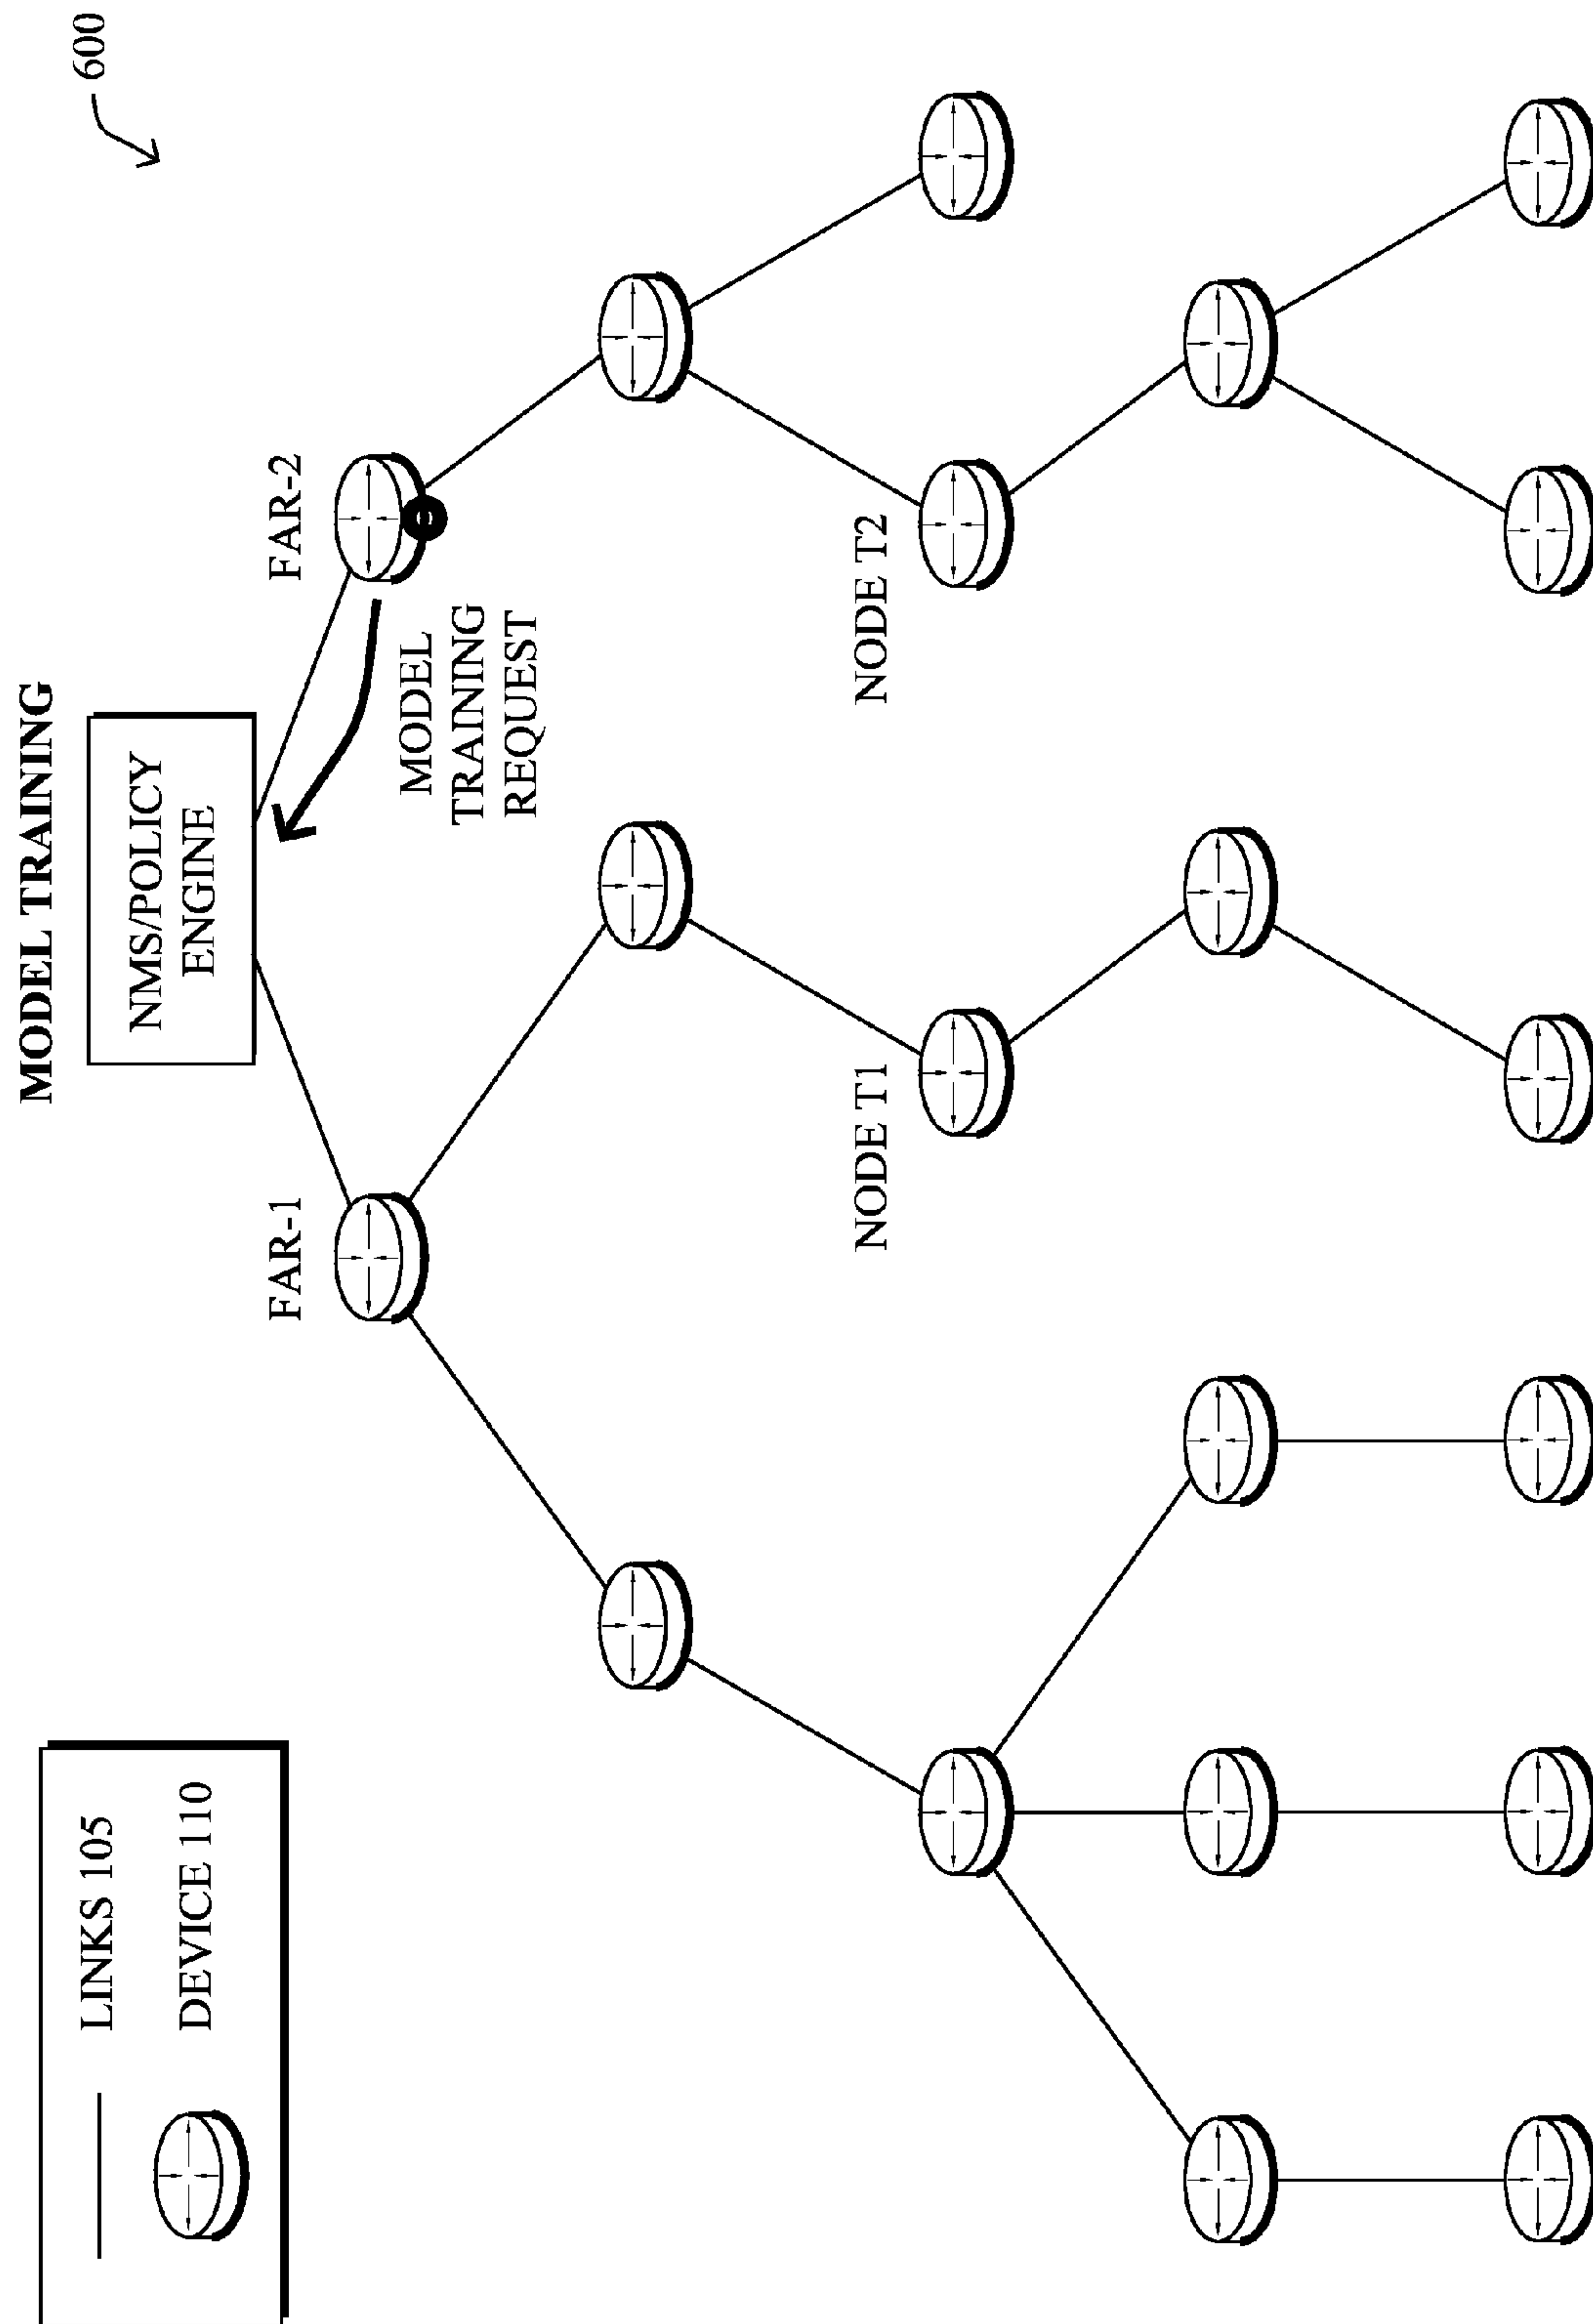 MODEL TRAINING
600
LINKS 105
DEVICE 110
NMS/POLICY
ENGINE
FAR-1
FAR-2
MODEL
TRAINING
REQUEST
NODE T1
NODE T2